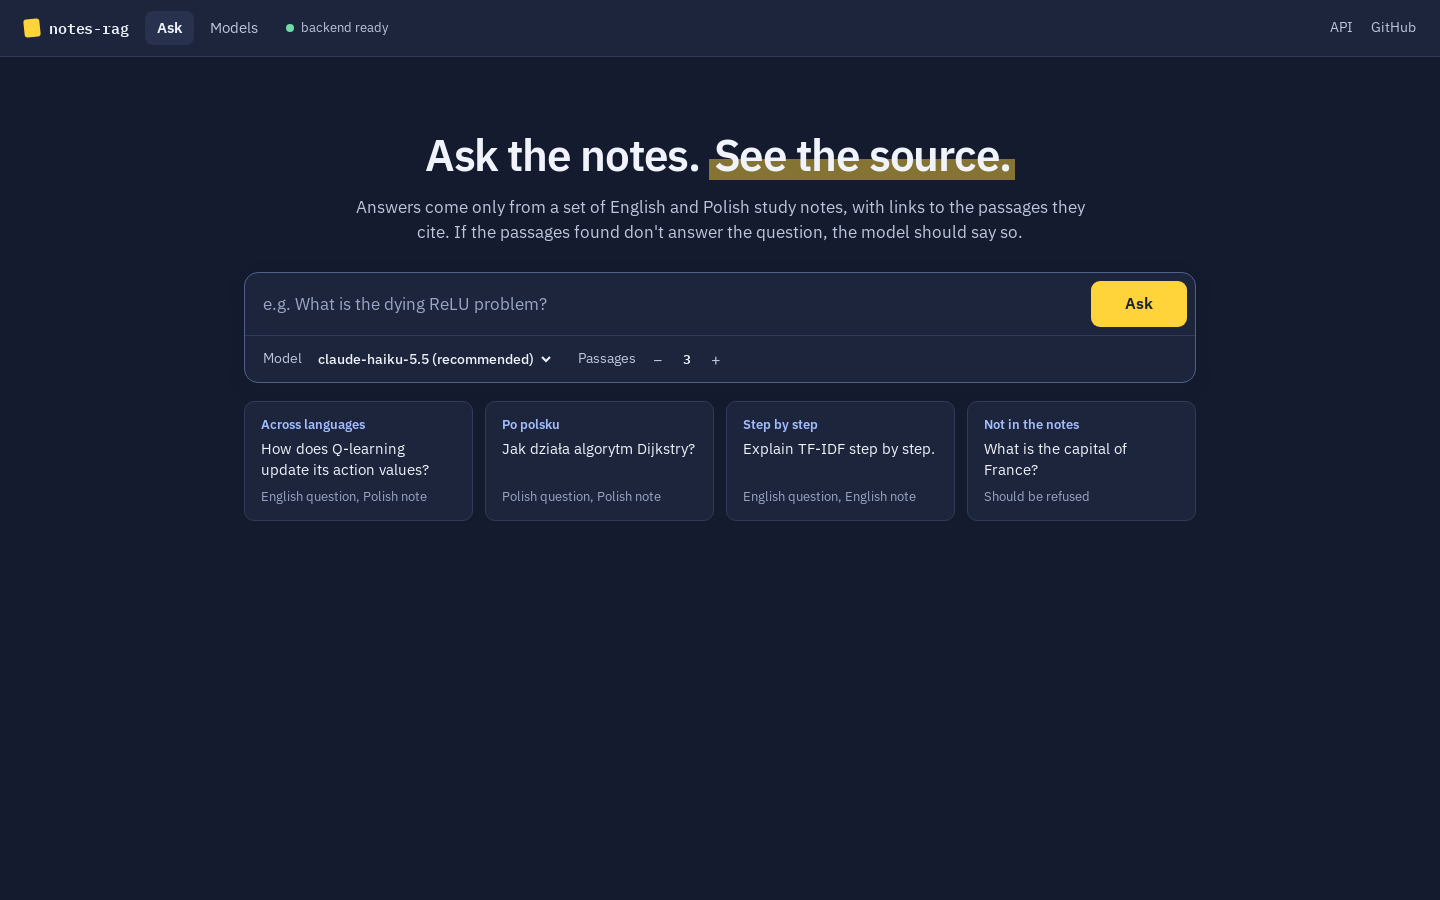 notes-rag Ask Models backend ready API GitHub
Ask the notes. See the source.
Answers come only from a set of English and Polish study notes, with links to the passages they
cite. If the passages found don't answer the question, the model should say so.
e.g. What is the dying ReLU problem? Ask
Model claude-haiku-5.5 (recommended) Passages − 3 +
Across languages
How does Q-learning
update its action values?
English question, Polish note
Po polsku
Jak działa algorytm Dijkstry?
Polish question, Polish note
Step by step
Explain TF-IDF step by step.
English question, English note
Not in the notes
What is the capital of
France?
Should be refused